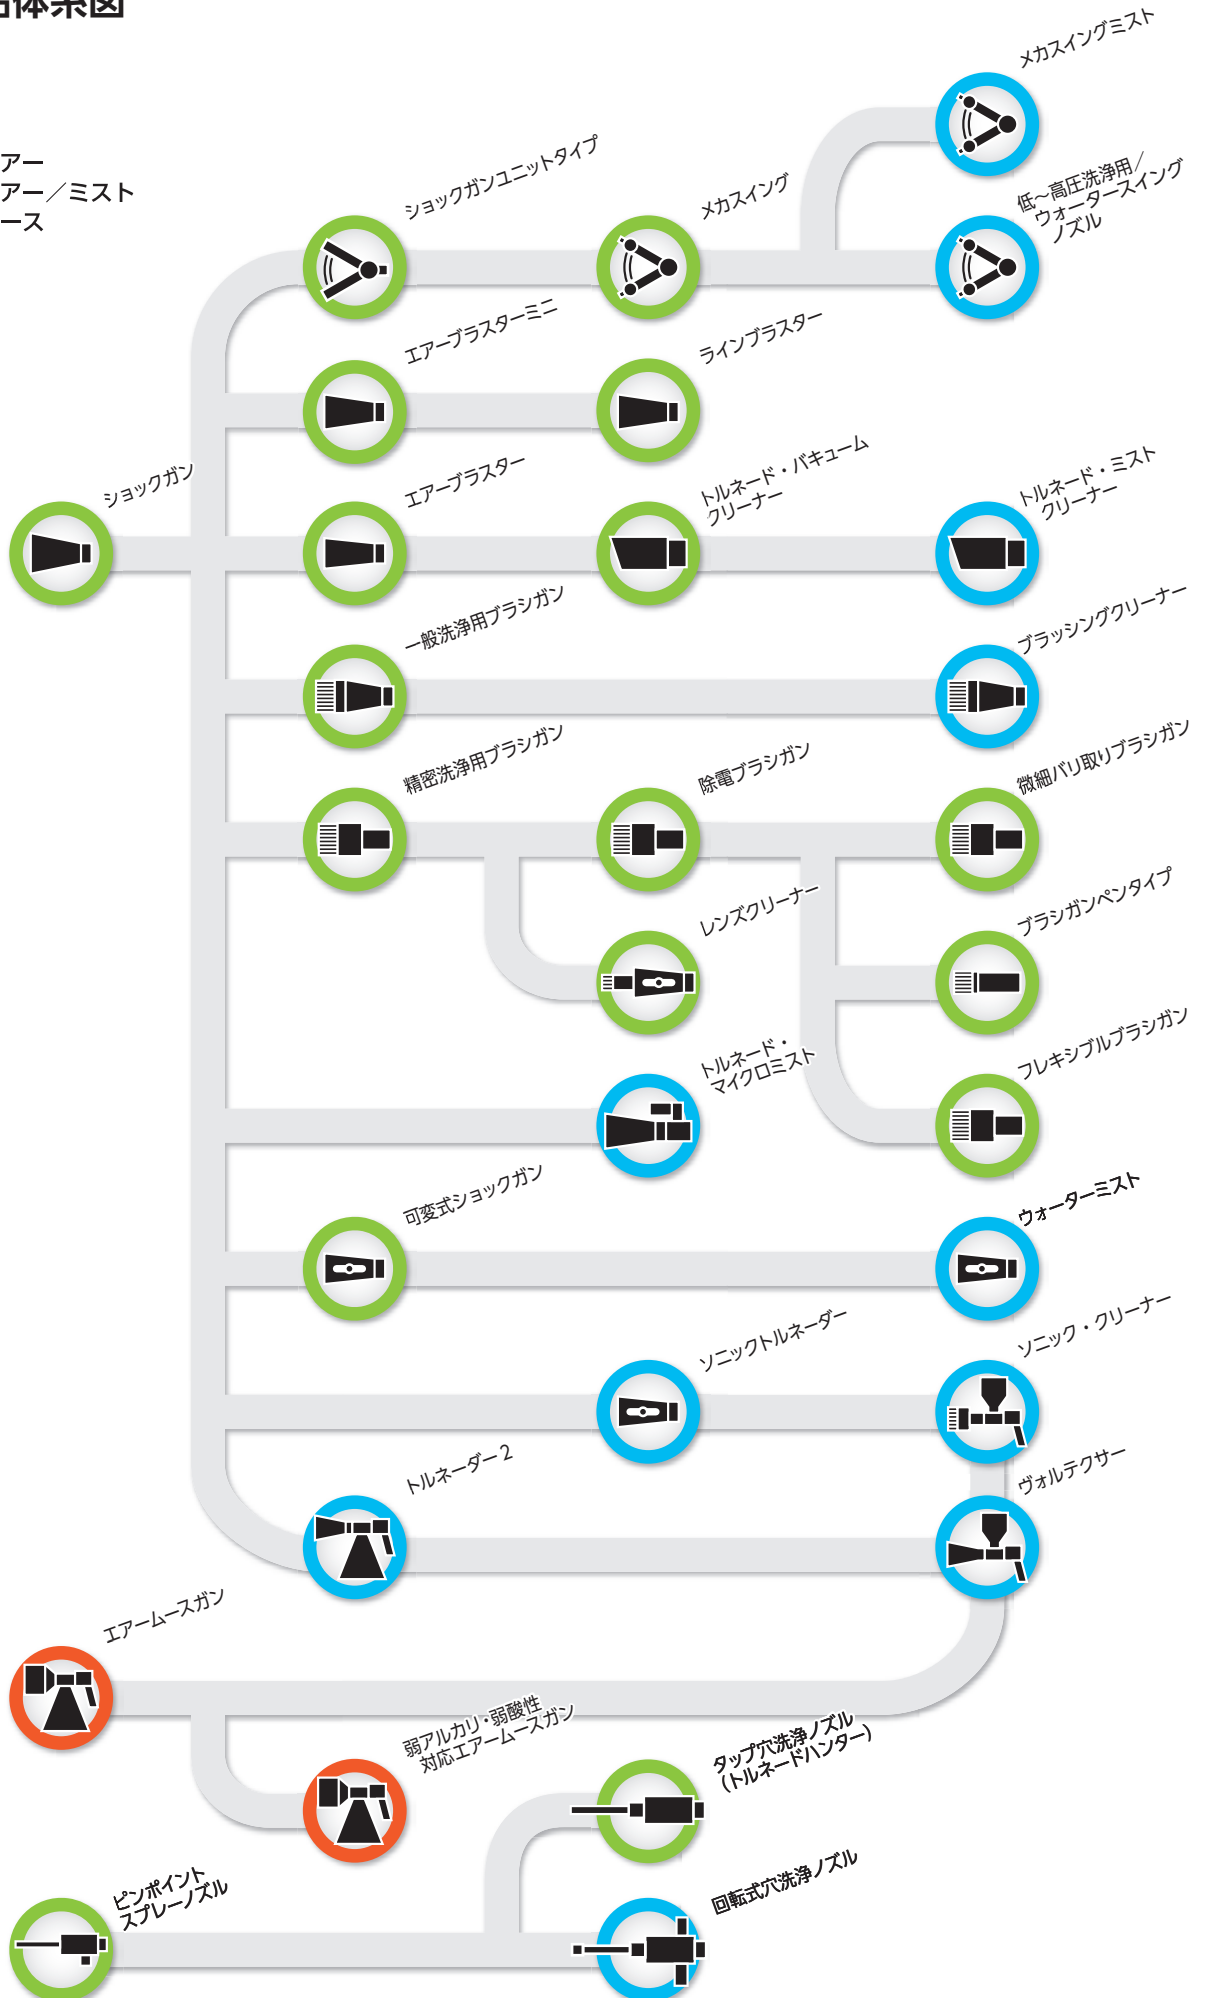 品体系図
アー
アー／ミスト
ース
メカスイングミスト
ショックガンユニットタイプ
メカスイング
低～高圧洗浄用／
ウォータースイング
ノズル
エアーブラスターミニ
ラインブラスター
ショックガン
エアーブラスター
トルネード・バキューム
クリーナー
トルネード・ミスト
クリーナー
一般洗浄用ブラシガン
ブラッシングクリーナー
精密洗浄用ブラシガン
除電ブラシガン
微細バリ取りブラシガン
レンズクリーナー
ブラシガンペンタイプ
トルネード・
マイクロミスト
フレキシブルブラシガン
可変式ショックガン
ウォーターミスト
ソニックトルネーダー
ソニック・クリーナー
トルネーダー2
ヴォルテクサー
エアームースガン
弱アルカリ・弱酸性
対応エアームースガン
タップ穴洗浄ノズル
（トルネードハンター）
ピンポイント
スプレーノズル
回転式穴洗浄ノズル